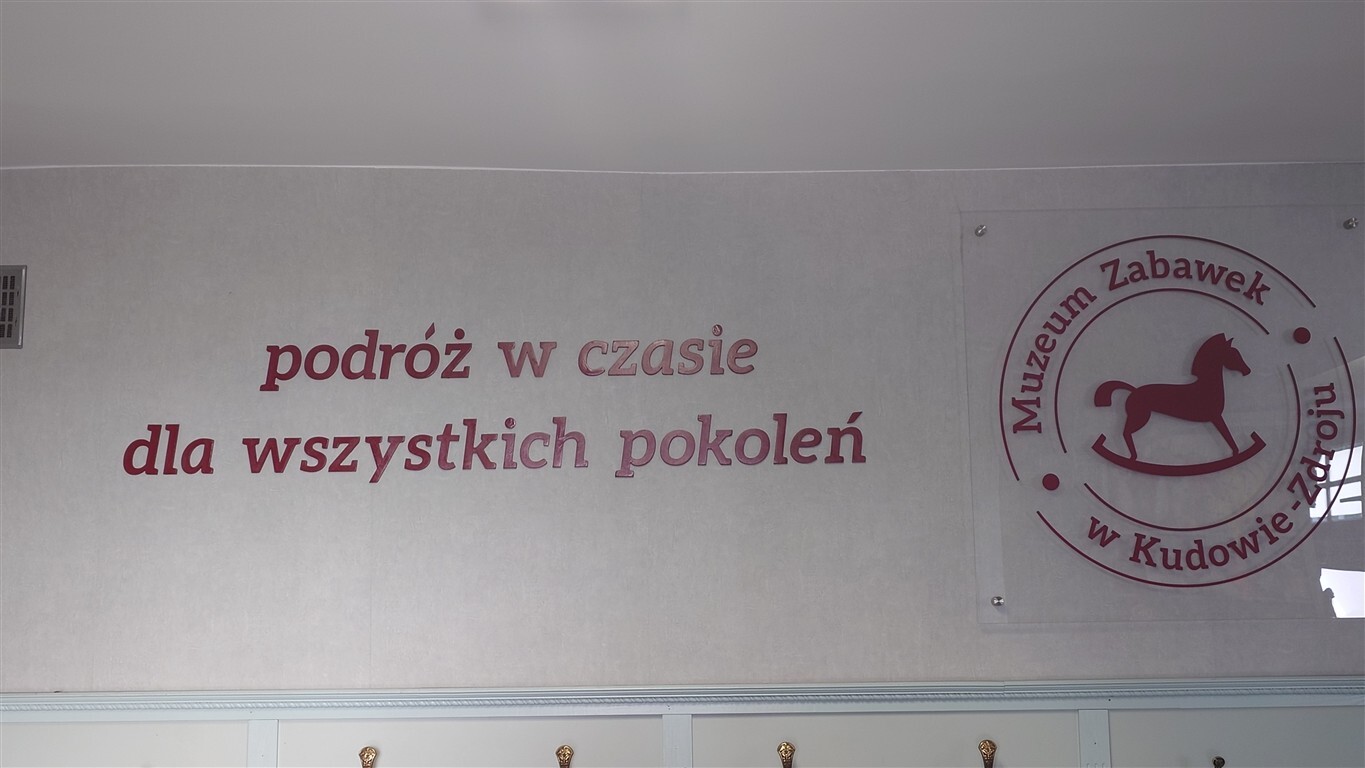 podróż w czasie
dla wszystkich pokoleń
Muzeum Zabawek
w Kudowie-Zdroju